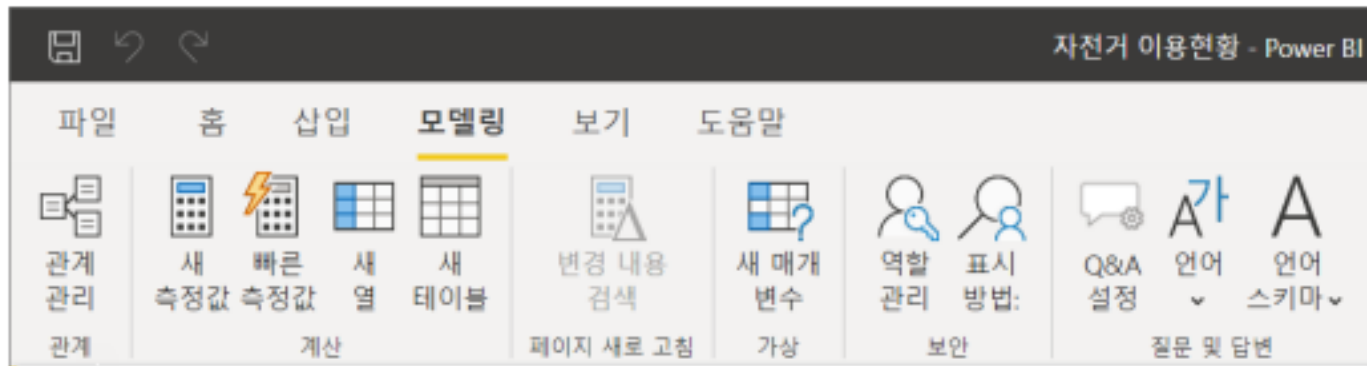 자전거 이용현황 - Power BI
파일 홈 삽입 모델링 보기 도움말
관계 관리
새 측정값
빠른 측정값
새 열
새 테이블
변경 내용 검색
새 매개 변수
역할 관리
표시 방법:
Q&A 설정
가 A
언어
A
언어 스키마
관계 계산 페이지 새로 고침 가상 보안 질문 및 답변